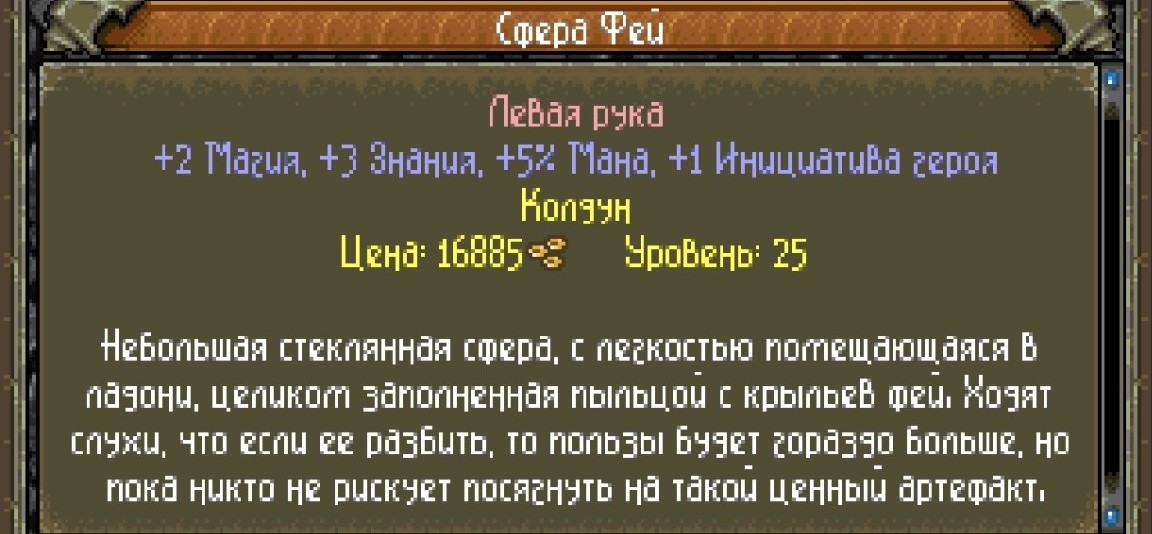 Сфера Фей
Левая рука
+2 Магия, +3 Знания, +5% Мана, +1 Инициатива героя
Колдун
Цена: 16885 Уровень: 25
Небольшая стеклянная сфера, с легкостью помещающаяся в
ладони, целиком заполненная пыльцой с крыльев фей. Ходят
слухи, что если ее разбить, то пользы будет гораздо больше, но
пока никто не рискует посягнуть на такой ценный артефакт.